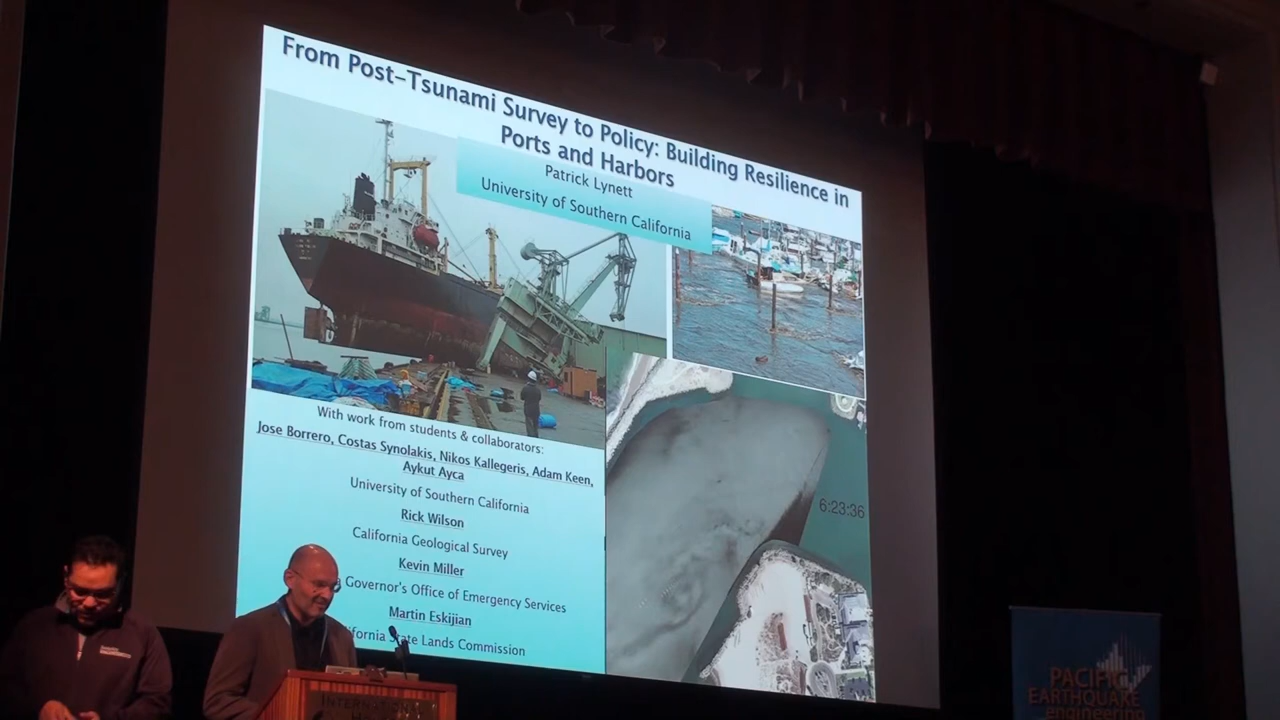 From Post-Tsunami Survey to Policy: Building Resilience in
Ports and Harbors
Patrick Lynett
University of Southern California
6:23:36
With work from students & collaborators:
Jose Borrero, Costas Synolakis, Nikos Kallegeris, Adam Keen,
Aykut Ayca
University of Southern California
Rick Wilson
California Geological Survey
Kevin Miller
Governor's Office of Emergency Services
Martin Eskijian
ifornia State Lands Commission
INTERNATIONAL
PACIFIC
EARTHQUAKE
engineering